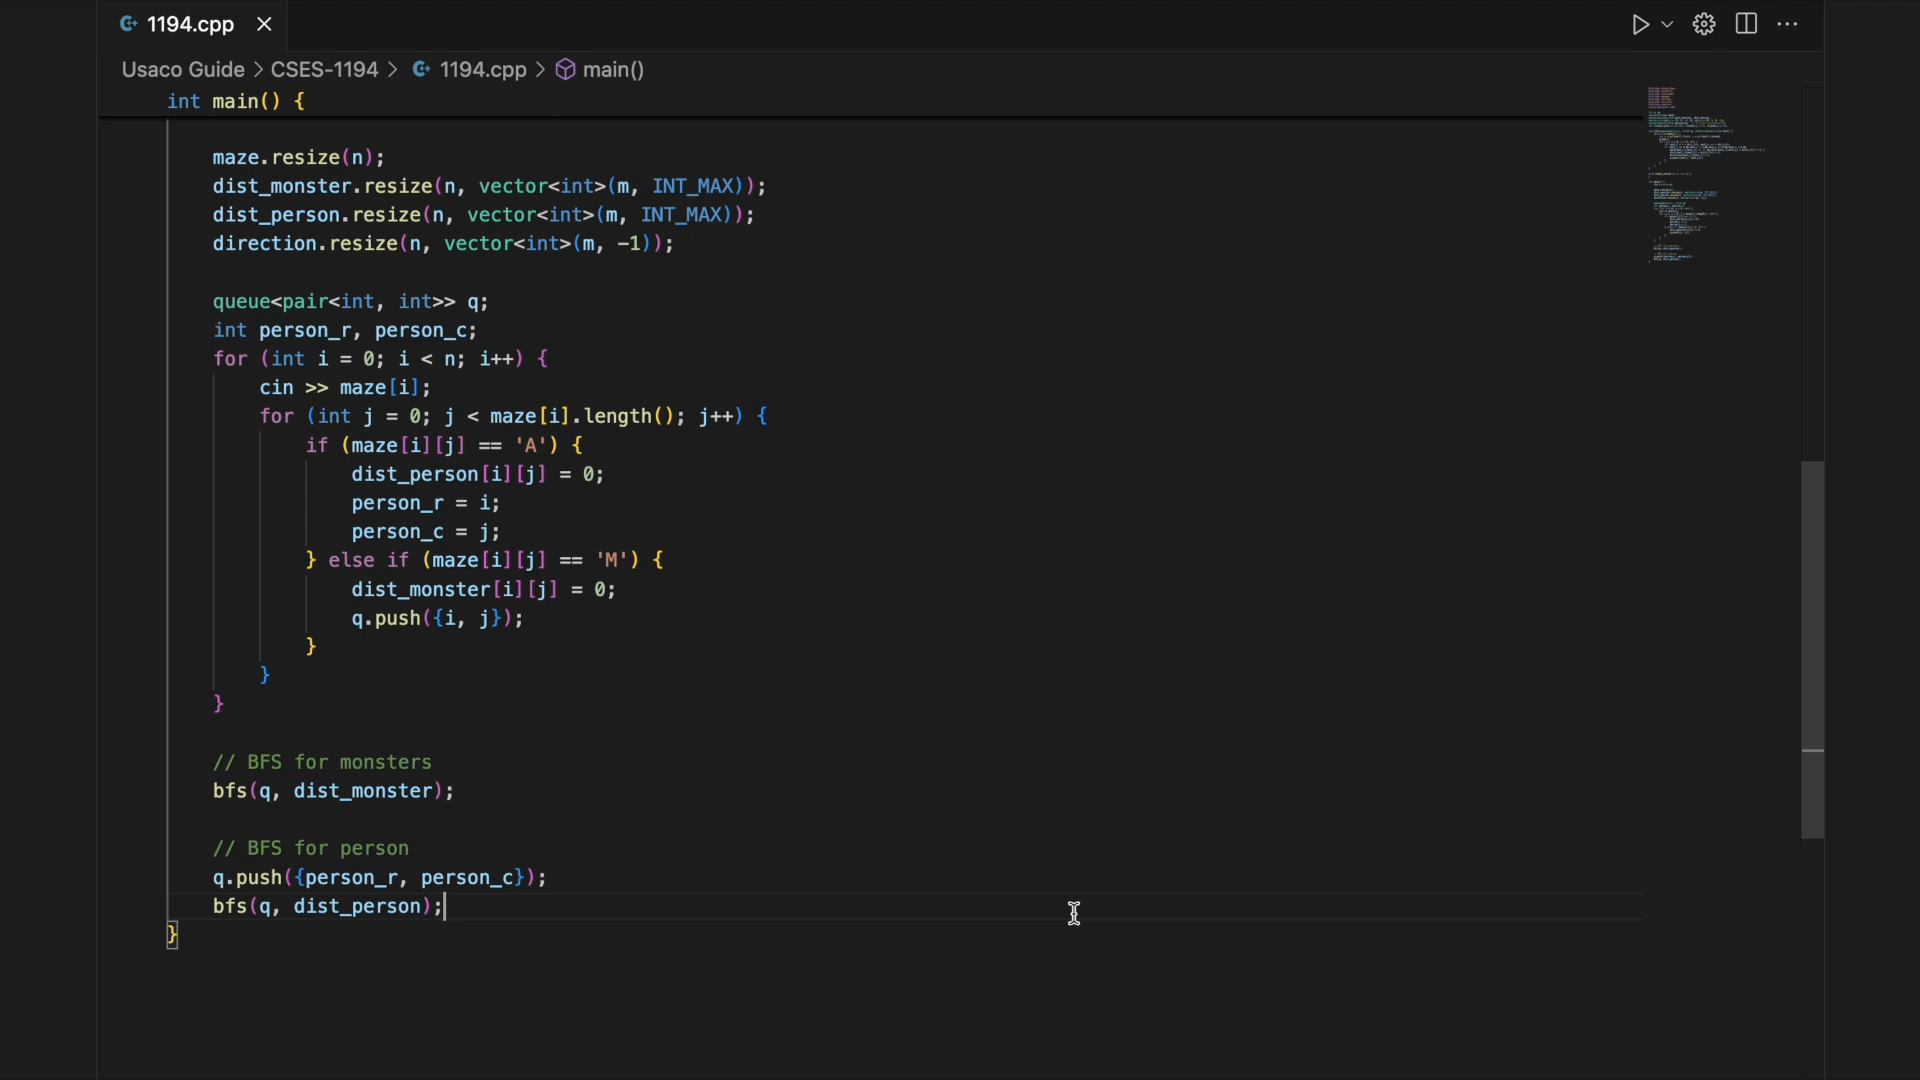 1194.cpp
Usaco Guide > CSES-1194 > 1194.cpp > main()
int main() {
maze.resize(n);
dist_monster.resize(n, vector<int>(m, INT_MAX));
dist_person.resize(n, vector<int>(m, INT_MAX));
direction.resize(n, vector<int>(m, -1));
queue<pair<int, int>> q;
int person_r, person_c;
for (int i = 0; i < n; i++) {
cin >> maze[i];
for (int j = 0; j < maze[i].length(); j++) {
if (maze[i][j] == 'A') {
dist_person[i][j] = 0;
person_r = i;
person_c = j;
} else if (maze[i][j] == 'M') {
dist_monster[i][j] = 0;
q.push({i, j});
}
}
}
// BFS for monsters
bfs(q, dist_monster);
// BFS for person
q.push({person_r, person_c});
bfs(q, dist_person);
}